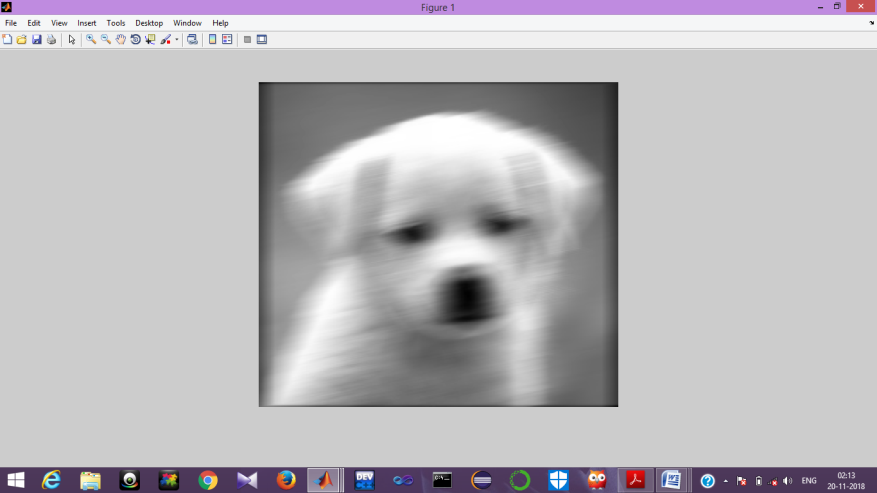 Figure 1
File Edit View Insert Tools Desktop Window Help
DEV
ENG
02:13
20-11-2018